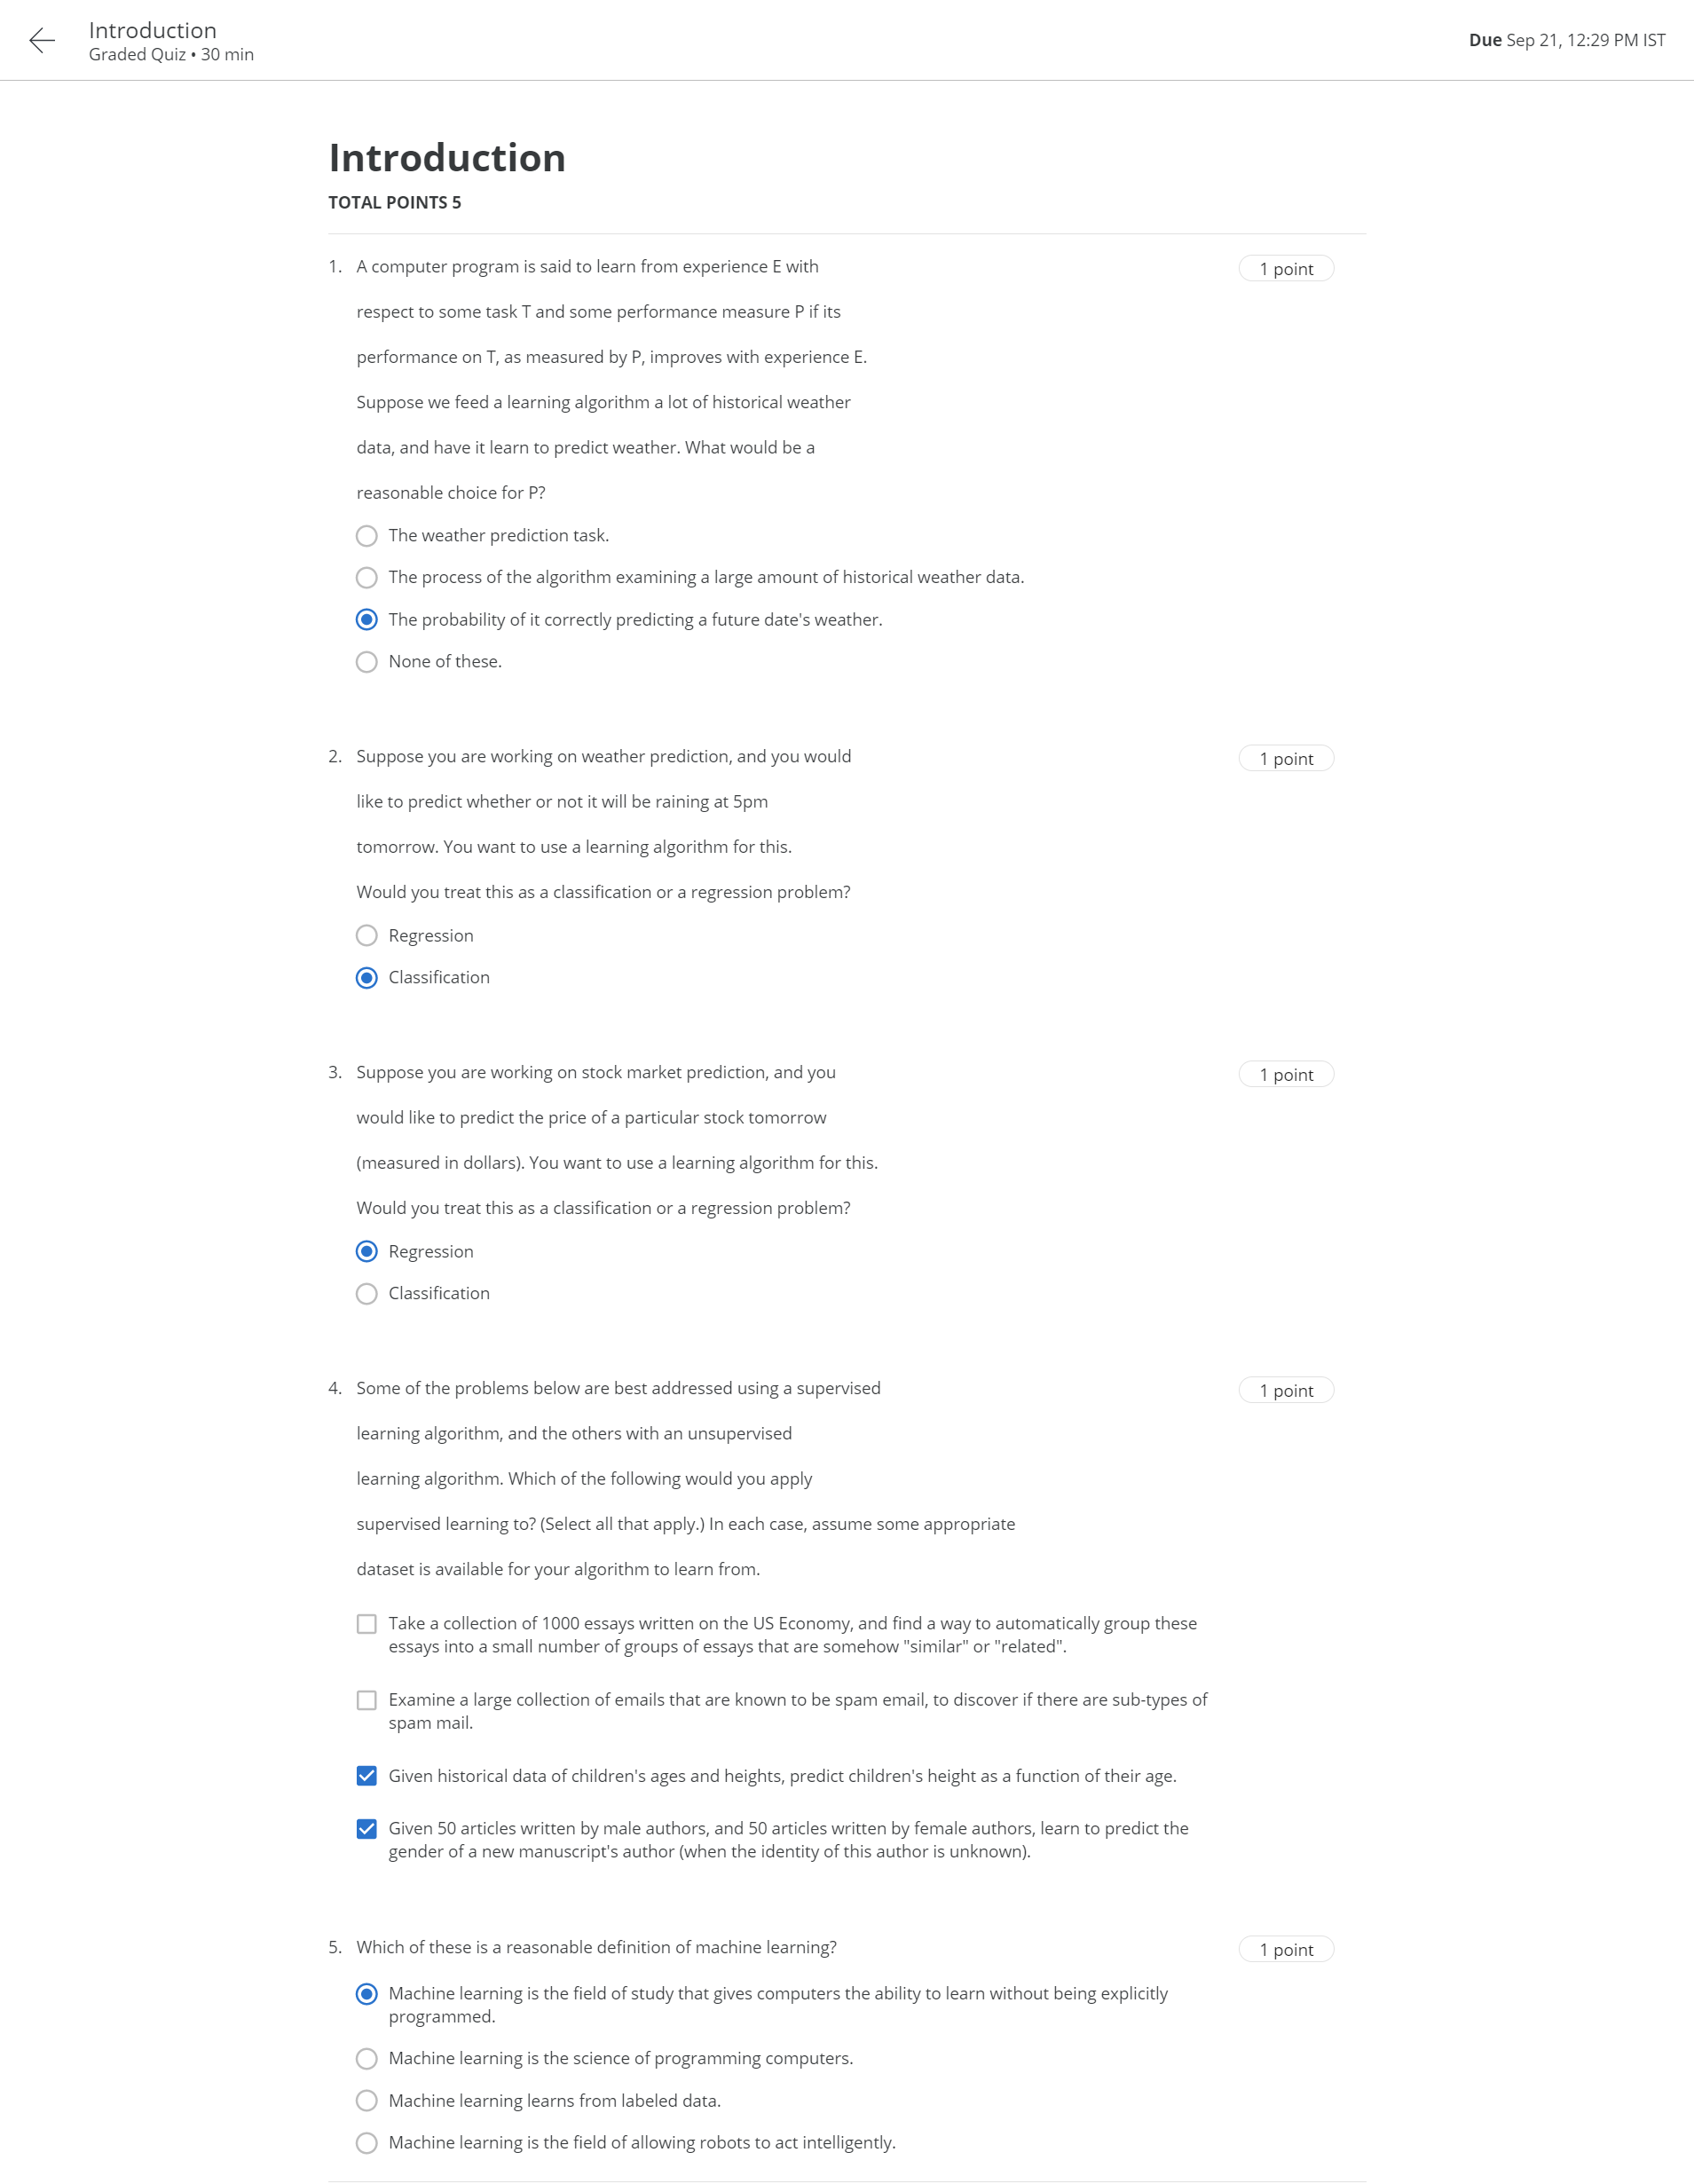 Introduction
Graded Quiz • 30 min
Due Sep 21, 12:29 PM IST
Introduction
TOTAL POINTS 5
1. A computer program is said to learn from experience E with
1 point
respect to some task T and some performance measure P if its
performance on T, as measured by P, improves with experience E.
Suppose we feed a learning algorithm a lot of historical weather
data, and have it learn to predict weather. What would be a
reasonable choice for P?
The weather prediction task.
The process of the algorithm examining a large amount of historical weather data.
The probability of it correctly predicting a future date's weather.
None of these.
2. Suppose you are working on weather prediction, and you would
1 point
like to predict whether or not it will be raining at 5pm
tomorrow. You want to use a learning algorithm for this.
Would you treat this as a classification or a regression problem?
Regression
Classification
3. Suppose you are working on stock market prediction, and you
1 point
would like to predict the price of a particular stock tomorrow
(measured in dollars). You want to use a learning algorithm for this.
Would you treat this as a classification or a regression problem?
Regression
Classification
4. Some of the problems below are best addressed using a supervised
1 point
learning algorithm, and the others with an unsupervised
learning algorithm. Which of the following would you apply
supervised learning to? (Select all that apply.) In each case, assume some appropriate
dataset is available for your algorithm to learn from.
Take a collection of 1000 essays written on the US Economy, and find a way to automatically group these
essays into a small number of groups of essays that are somehow "similar" or "related".
Examine a large collection of emails that are known to be spam email, to discover if there are sub-types of
spam mail.
Given historical data of children's ages and heights, predict children's height as a function of their age.
Given 50 articles written by male authors, and 50 articles written by female authors, learn to predict the
gender of a new manuscript's author (when the identity of this author is unknown).
5. Which of these is a reasonable definition of machine learning?
1 point
Machine learning is the field of study that gives computers the ability to learn without being explicitly
programmed.
Machine learning is the science of programming computers.
Machine learning learns from labeled data.
Machine learning is the field of allowing robots to act intelligently.